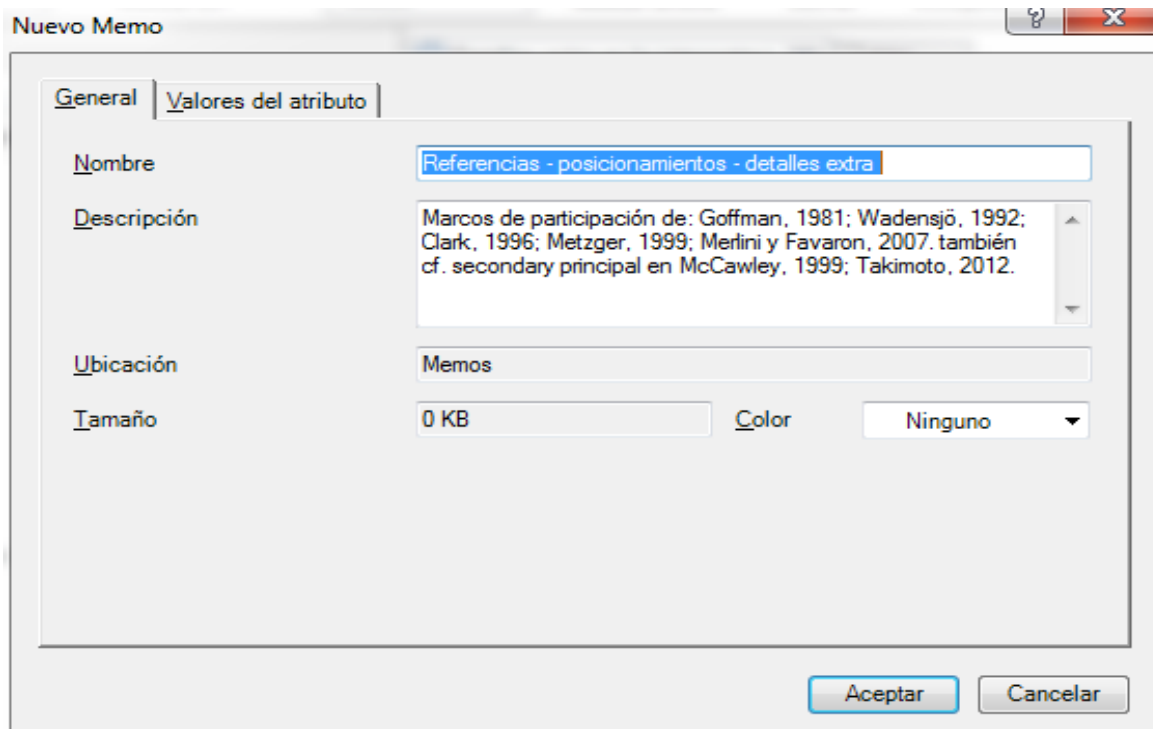 Nuevo Memo
General
Valores del atributo
Nombre
Referencias - posicionamientos - detalles extra
Descripción
Marcos de participación de: Goffman, 1981; Wadensjö, 1992;
Clark, 1996; Metzger, 1999; Merlini y Favaron, 2007. también
cf. secondary principal en McCawley, 1999; Takimoto, 2012.
Ubicación
Memos
Tamaño
0 KB
Color
Ninguno
Aceptar
Cancelar